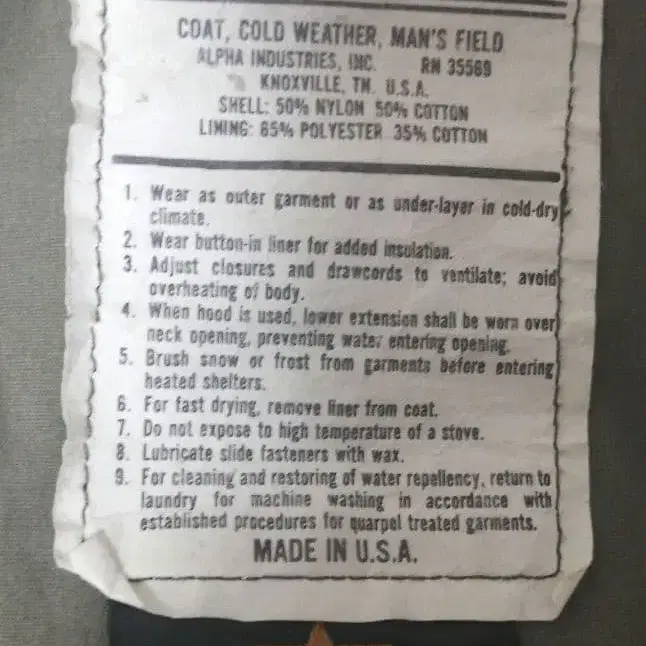 COAT, COLD WEATHER, MAN'S FIELD
ALPHA INDUSTRIES, INC. RN 35569
KNOXVILLE, TN. U.S.A.
SHELL: 50% NYLON 50% COTTON
LINING: 65% POLYESTER 35% COTTON
1. Wear as outer garment or as under-layer in cold-dry
climate.
2. Wear button-in liner for added insulation.
3. Adjust closures and drawcords to ventilate; avoid
overheating of body.
4. When hood is used, lower extension shall be worn over
neck opening, preventing water entering opening.
5. Brush snow or frost from garments before entering
heated shelters.
6. For fast drying, remove liner from coat.
7. Do not expose to high temperature of a stove.
8. Lubricate slide fasteners with wax.
9. For cleaning and restoring of water repellency, return to
laundry for machine washing in accordance with
established procedures for quarpel treated garments.
MADE IN U.S.A.